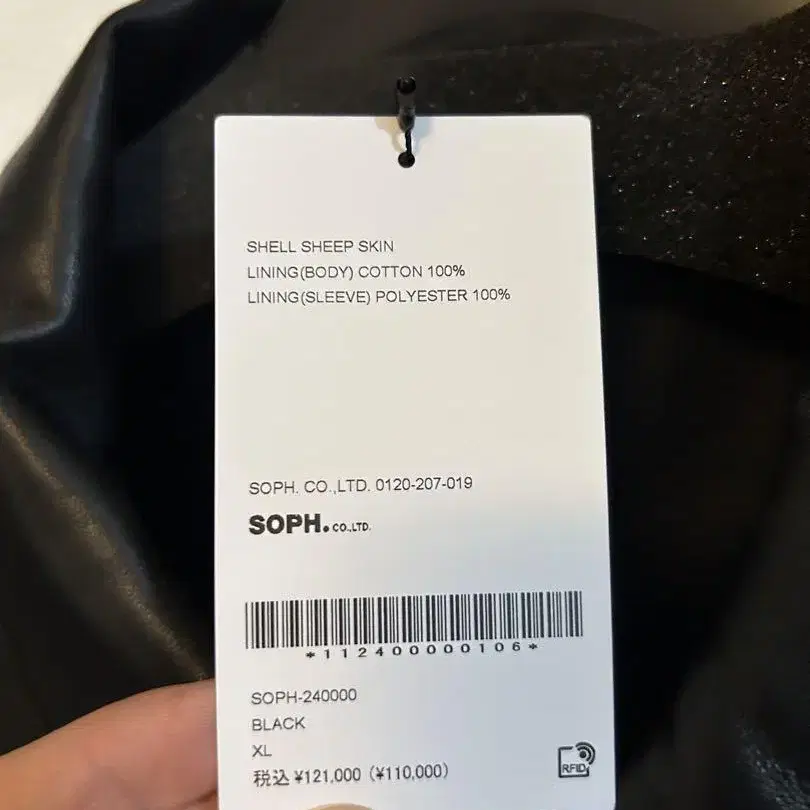 SHELL SHEEP SKIN
LINING(BODY) COTTON 100%
LINING(SLEEVE) POLYESTER 100%
SOPH. CO.,LTD. 0120-207-019
SOPH. CO.,LTD.
*112400000106*
SOPH-240000
BLACK
XL
税込 ¥121,000 (¥110,000)
RFID